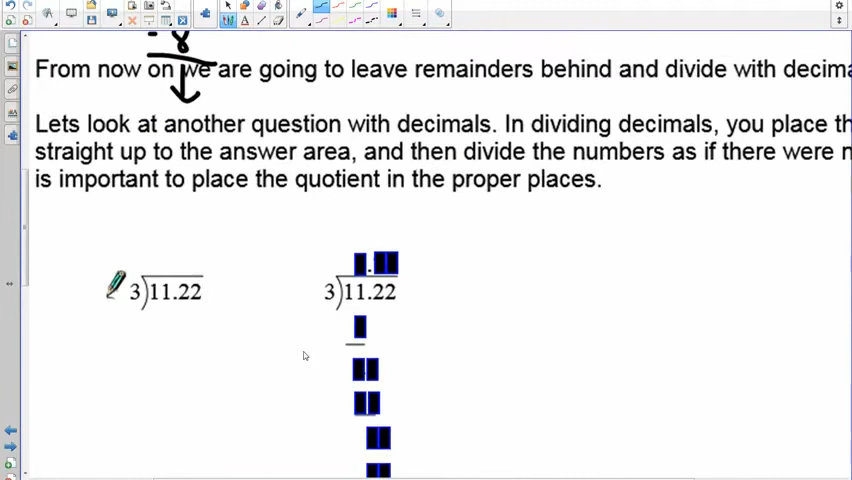 - 8
From now on we are going to leave remainders behind and divide with decima
Lets look at another question with decimals. In dividing decimals, you place th
straight up to the answer area, and then divide the numbers as if there were n
is important to place the quotient in the proper places.
.
3)11.22 3)11.22